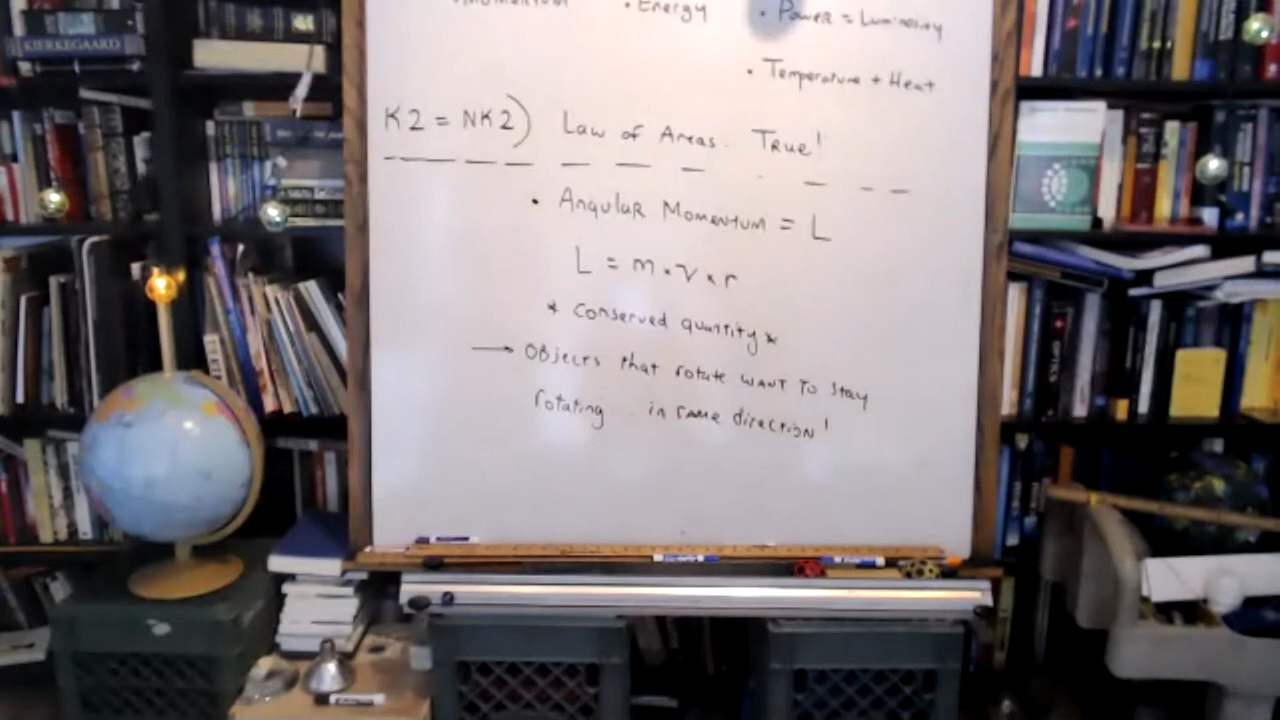 • Energy
• Power = Luminosity
• Temperature + Heat
K2 = NK2) Law of Areas. True!
• Angular Momentum = L
L = m × v × r
* Conserved quantity *
→ Objects that rotate WANT TO stay
rotating in same direction!
KIERKEGAARD
OPTICS